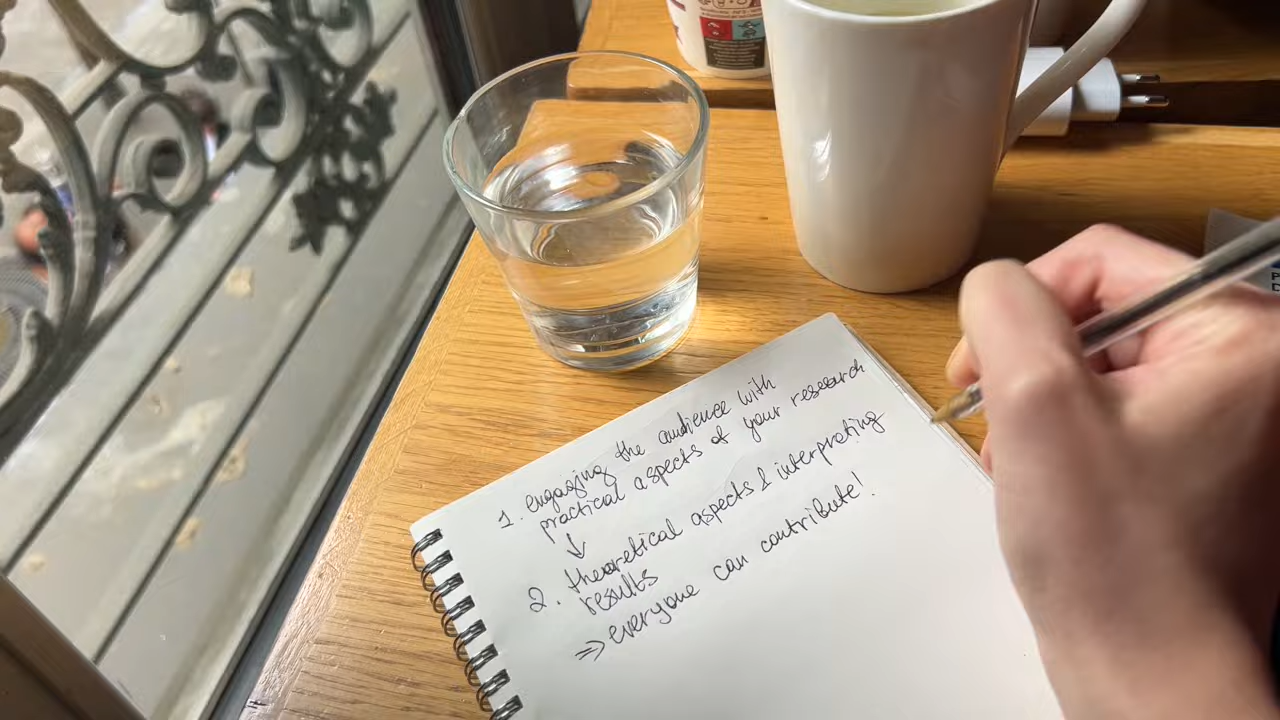 1. engaging the audience with
practical aspects of your research
↓
2. theoretical aspects & interpreting
results
⇒ everyone can contribute!